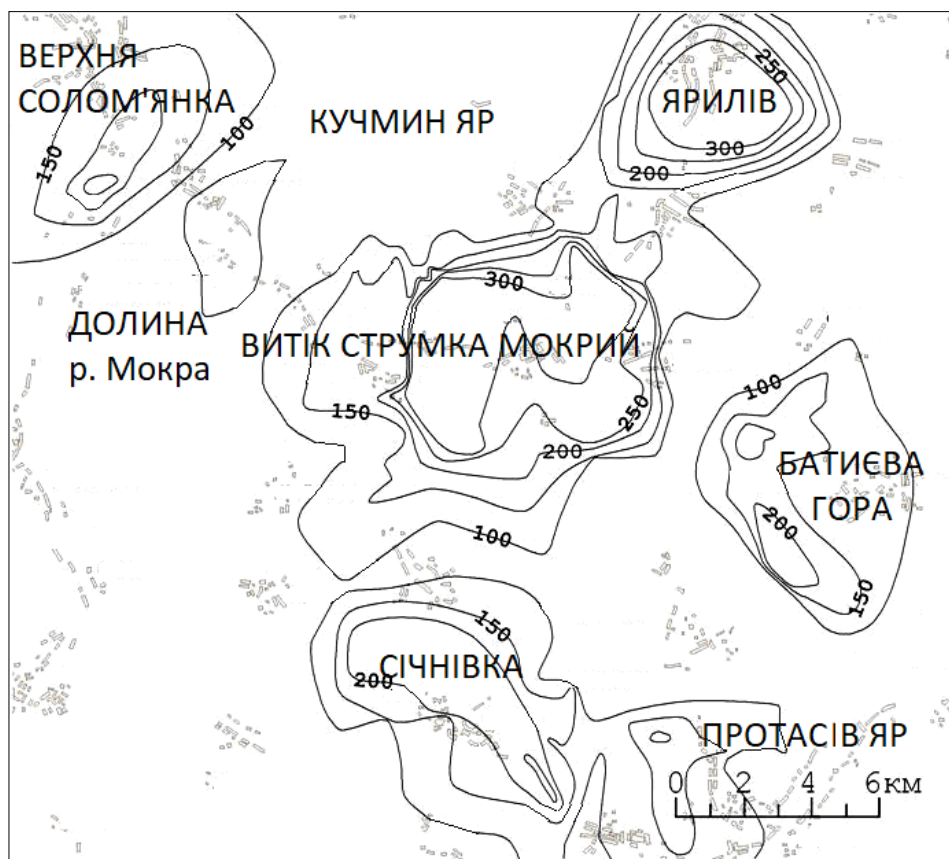 ВЕРХНЯ
СОЛОМ'ЯНКА
150
100
КУЧМИН ЯР
250
ЯРИЛІВ
300
200
ДОЛИНА
р. Мокра
300
ВИТІК СТРУМКА МОКРИЙ
150
250
200
100
100
БАТИЄВА
ГОРА
200
150
150
СІЧНІВКА
200
ПРОТАСІВ ЯР
0 2 4 6км